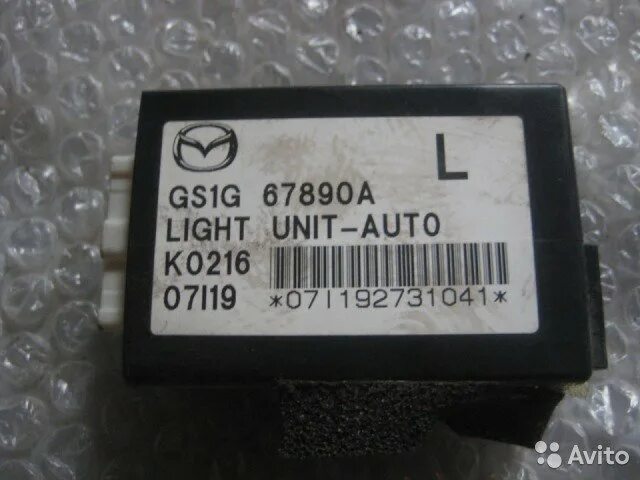 L
GS1G 67890A
LIGHT UNIT-AUTO
K0216
07I19 *07I192731041*
Avito